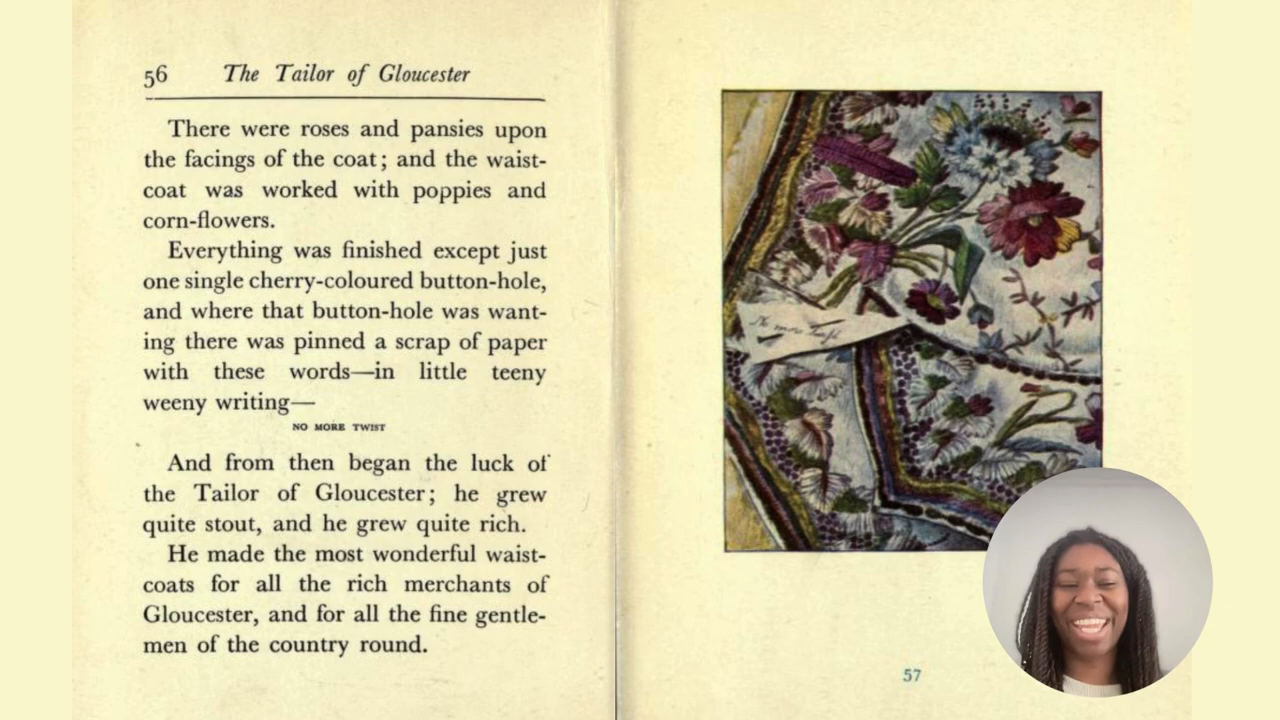 56 The Tailor of Gloucester
There were roses and pansies upon
the facings of the coat; and the waist-
coat was worked with poppies and
corn-flowers.
Everything was finished except just
one single cherry-coloured button-hole,
and where that button-hole was want-
ing there was pinned a scrap of paper
with these words—in little teeny
weeny writing—
NO MORE TWIST
And from then began the luck of
the Tailor of Gloucester; he grew
quite stout, and he grew quite rich.
He made the most wonderful waist-
coats for all the rich merchants of
Gloucester, and for all the fine gentle-
men of the country round.
No more
57